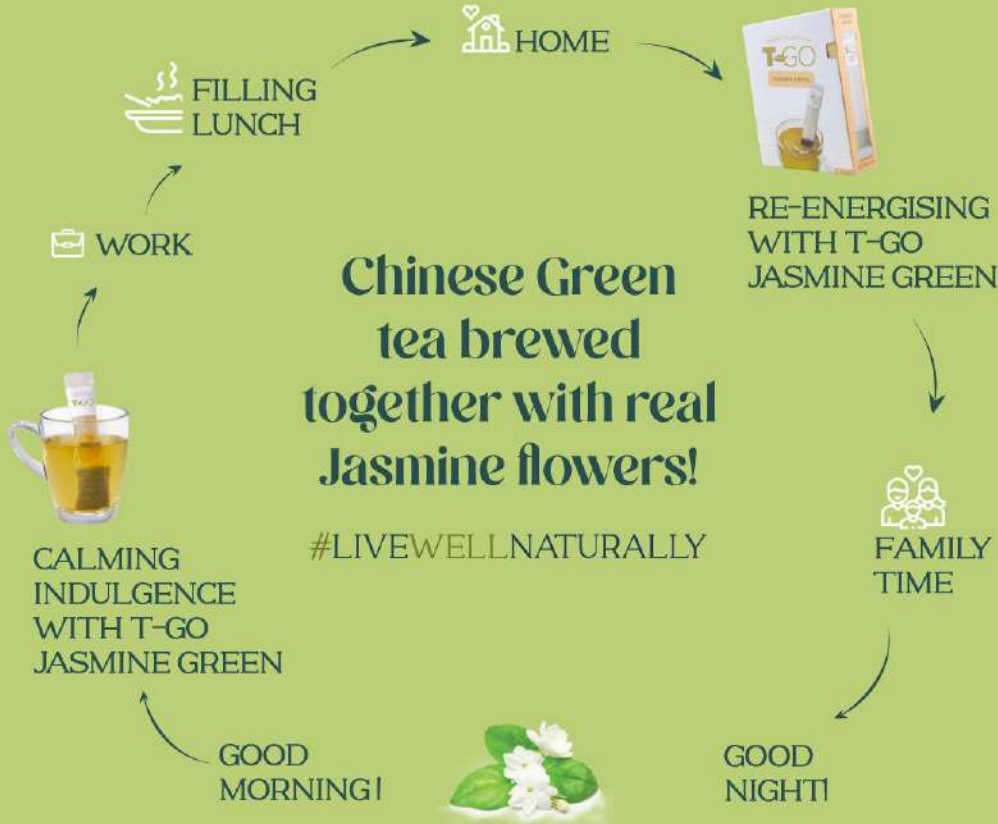 HOME
FILLING
LUNCH
T-GO
RE-ENERGISING
WITH T-GO
JASMINE GREEN
WORK
Chinese Green
tea brewed
together with real
Jasmine flowers!
#LIVEWELLNATURALLY
T-GO
CALMING
INDULGENCE
WITH T-GO
JASMINE GREEN
FAMILY
TIME
GOOD
MORNING!
GOOD
NIGHT!